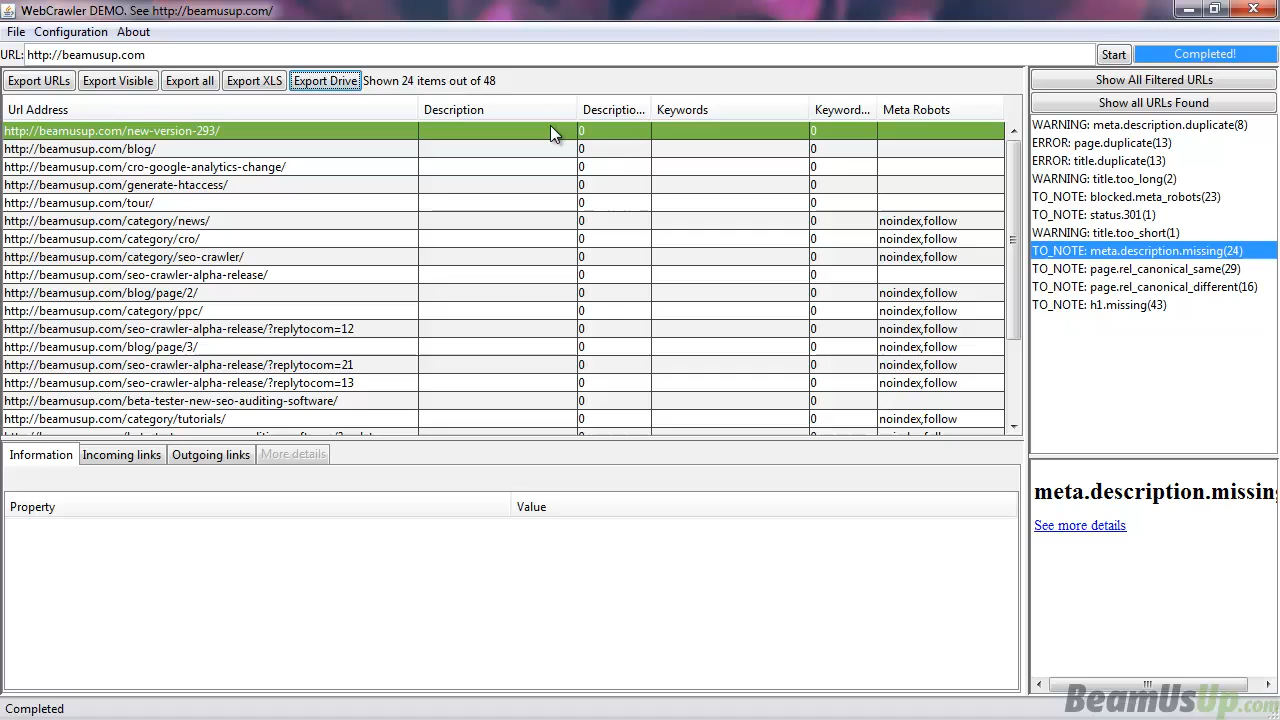 WebCrawler DEMO. See http://beamusup.com/
File Configuration About
URL: http://beamusup.com Start Completed!
Export URLs Export Visible Export all Export XLS Export Drive Shown 24 items out of 48
Url Address Description Descriptio... Keywords Keyword... Meta Robots
http://beamusup.com/new-version-293/ 0 0
http://beamusup.com/blog/ 0 0
http://beamusup.com/cro-google-analytics-change/ 0 0
http://beamusup.com/generate-htaccess/ 0 0
http://beamusup.com/tour/ 0 0
http://beamusup.com/category/news/ 0 0 noindex,follow
http://beamusup.com/category/cro/ 0 0 noindex,follow
http://beamusup.com/category/seo-crawler/ 0 0 noindex,follow
http://beamusup.com/seo-crawler-alpha-release/ 0 0
http://beamusup.com/blog/page/2/ 0 0 noindex,follow
http://beamusup.com/category/ppc/ 0 0 noindex,follow
http://beamusup.com/seo-crawler-alpha-release/?replytocom=12 0 0 noindex,follow
http://beamusup.com/blog/page/3/ 0 0 noindex,follow
http://beamusup.com/seo-crawler-alpha-release/?replytocom=21 0 0 noindex,follow
http://beamusup.com/seo-crawler-alpha-release/?replytocom=13 0 0 noindex,follow
http://beamusup.com/beta-tester-new-seo-auditing-software/ 0 0
http://beamusup.com/category/tutorials/ 0 0 noindex,follow
Show All Filtered URLs
Show all URLs Found
WARNING: meta.description.duplicate(8)
ERROR: page.duplicate(13)
ERROR: title.duplicate(13)
WARNING: title.too_long(2)
TO_NOTE: blocked.meta_robots(23)
TO_NOTE: status.301(1)
WARNING: title.too_short(1)
TO_NOTE: meta.description.missing(24)
TO_NOTE: page.rel_canonical_same(29)
TO_NOTE: page.rel_canonical_different(16)
TO_NOTE: h1.missing(43)
Information Incoming links Outgoing links More details
Property Value
meta.description.missing
See more details
Completed
BeamUsUp.com